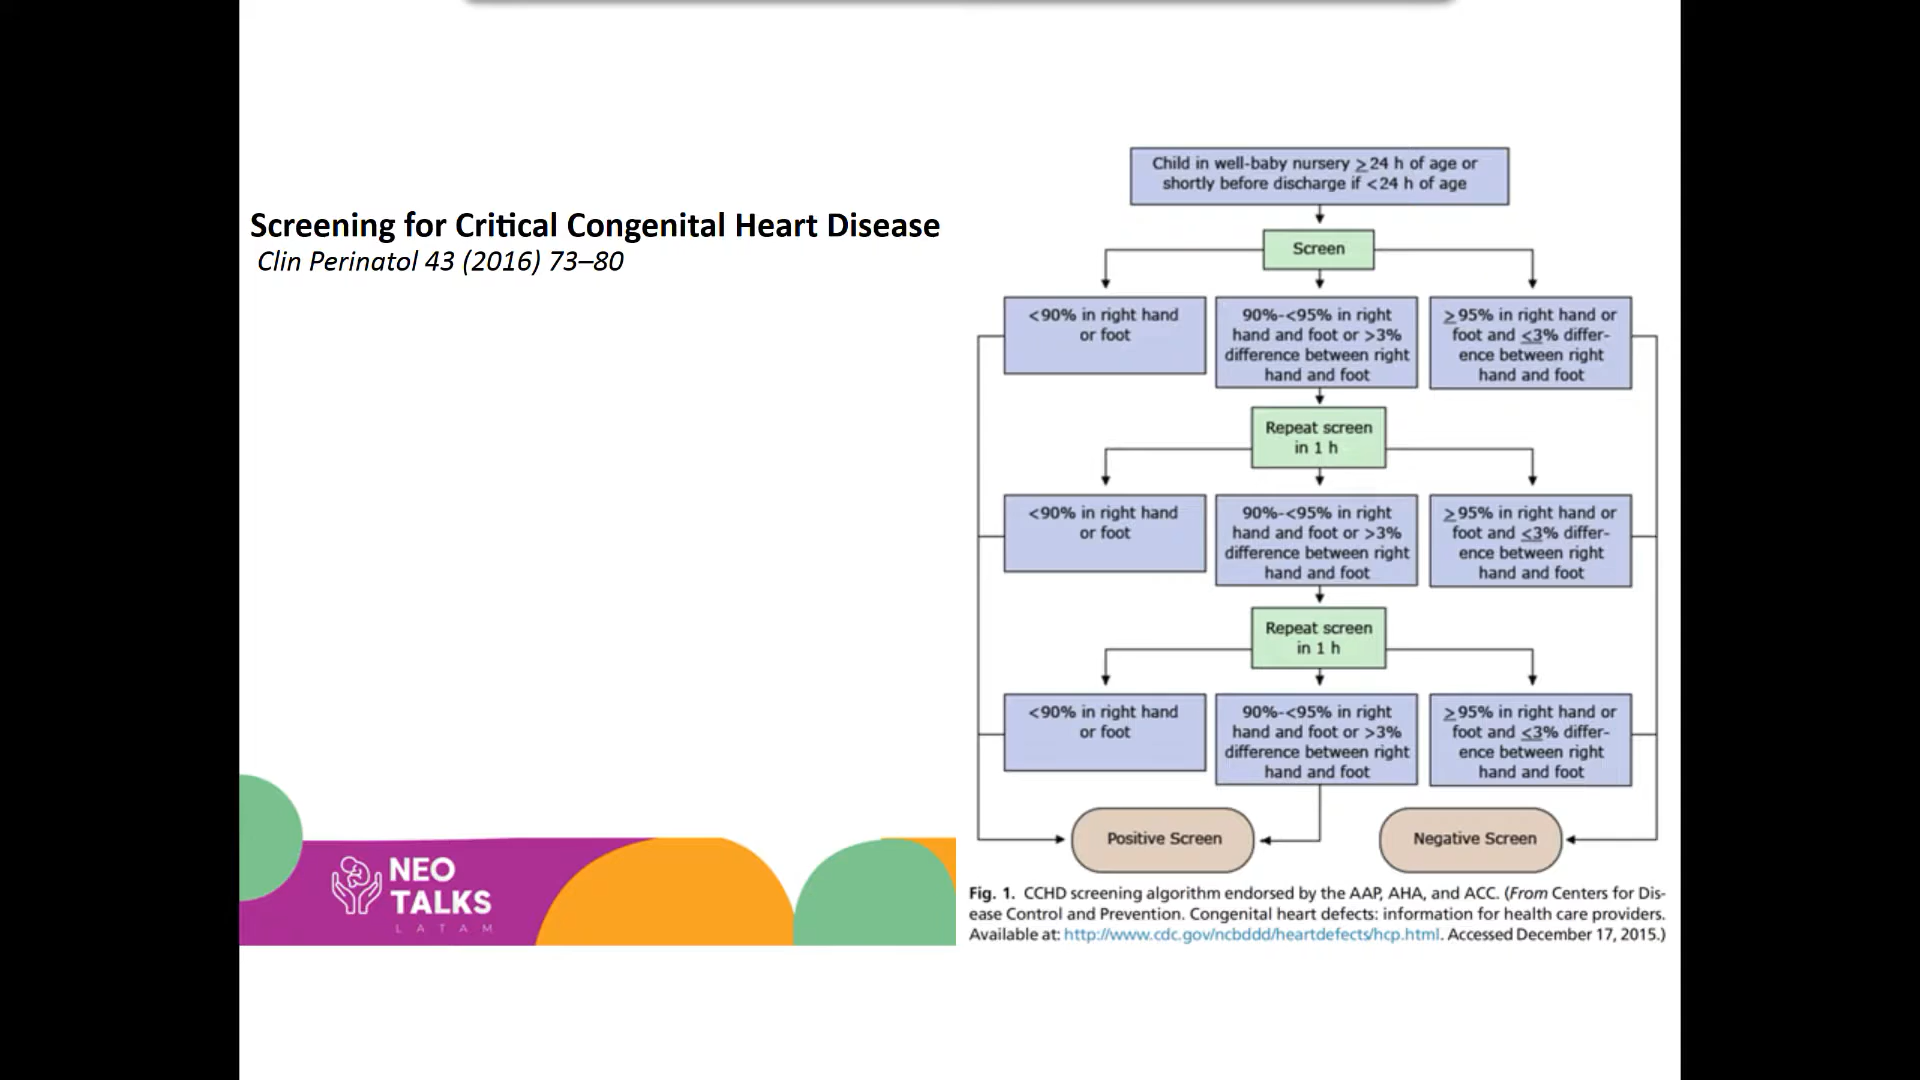 Screening for Critical Congenital Heart Disease
Clin Perinatol 43 (2016) 73–80
NEO
TALKS
LATAM
Child in well-baby nursery ≥24 h of age or
shortly before discharge if <24 h of age
Screen
<90% in right hand
or foot
90%-<95% in right
hand and foot or >3%
difference between right
hand and foot
≥95% in right hand or
foot and ≤3% differ-
ence between right
hand and foot
Repeat screen
in 1 h
<90% in right hand
or foot
90%-<95% in right
hand and foot or >3%
difference between right
hand and foot
≥95% in right hand or
foot and ≤3% differ-
ence between right
hand and foot
Repeat screen
in 1 h
<90% in right hand
or foot
90%-<95% in right
hand and foot or >3%
difference between right
hand and foot
≥95% in right hand or
foot and ≤3% differ-
ence between right
hand and foot
Positive Screen
Negative Screen
Fig. 1. CCHD screening algorithm endorsed by the AAP, AHA, and ACC. (From Centers for Dis-
ease Control and Prevention. Congenital heart defects: information for health care providers.
Available at: http://www.cdc.gov/ncbddd/heartdefects/hcp.html. Accessed December 17, 2015.)